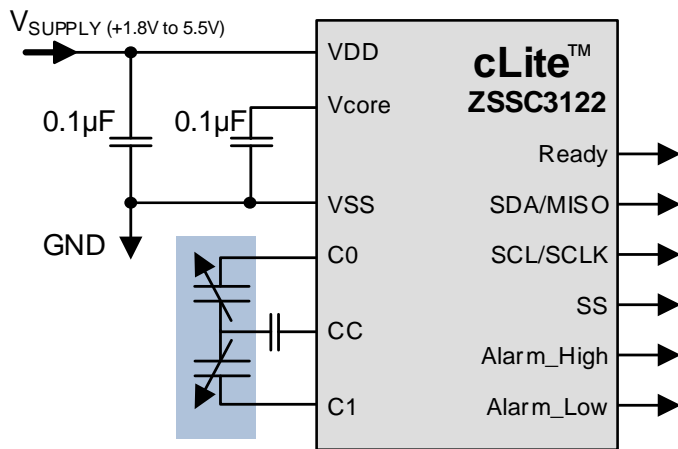 VSUPPLY (+1.8V to 5.5V)
VDD
cLite™
ZSSC3122
Vcore
0.1µF
0.1µF
Ready
VSS
SDA/MISO
GND
C0
SCL/SCLK
SS
CC
Alarm_High
C1
Alarm_Low